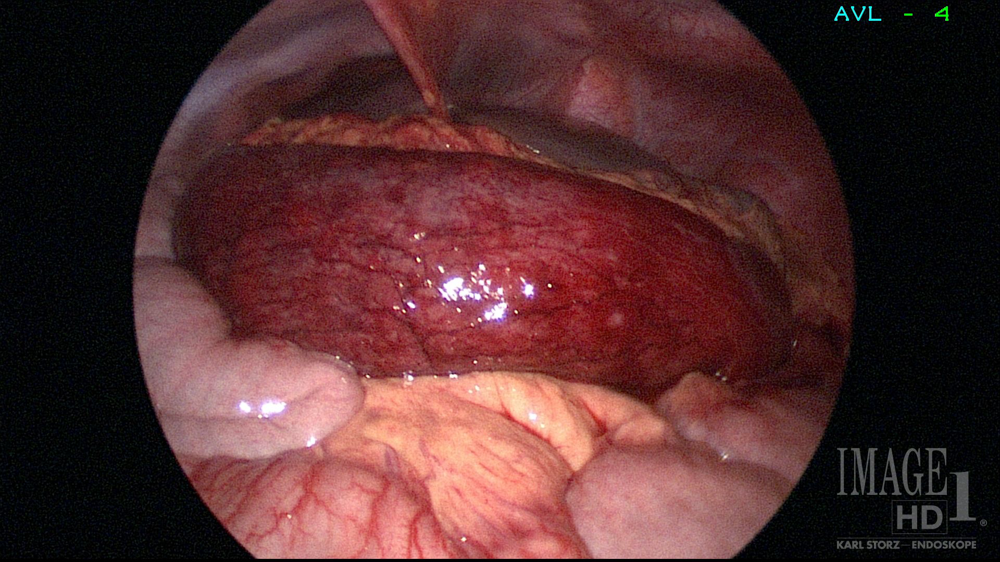 AVL - 4
IMAGE 1
HD ®
KARL STORZ—ENDOSKOPE